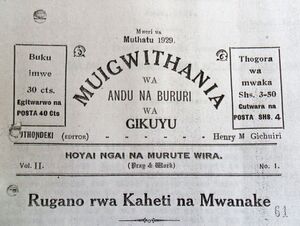 Mweri wa
Muthatu 1929.
Buku
imwe
30 cts.
Egitwarwo na
POSTA 40 Cts
MUIGWITHANIA
WA
ANDU NA BURURI
WA
GIKUYU
Thogora
wa
mwaka
Shs. 3-50
Cutwara na
POSTA SHS. 4
MUTHONDEKI (EDITOR) Henry M Gichuiri
HOYAI NGAI NA MURUTE WIRA.
Vol. II. (Pray & Work) No. 1.
Rugano rwa Kaheti na Mwanake
61